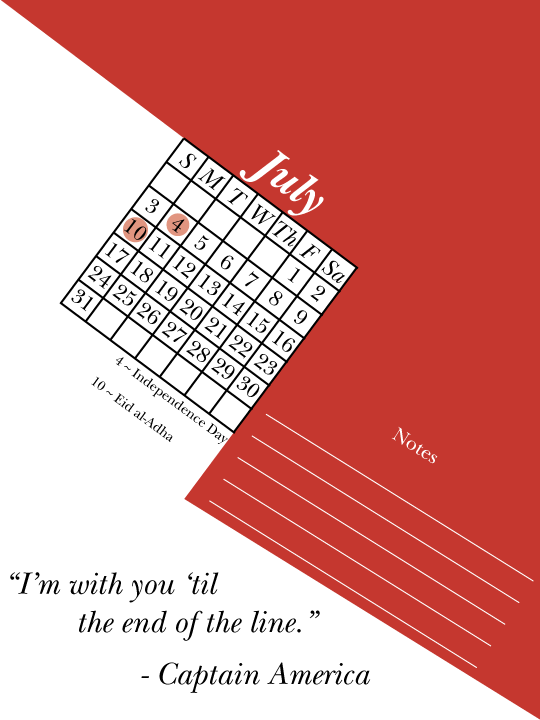 July
S M T W Th F Sa
1 2
3 4 5 6 7 8 9
10 11 12 13 14 15 16
17 18 19 20 21 22 23
24 25 26 27 28 29 30
31
4 ~ Independence Day
10 ~ Eid al-Adha
Notes
“I’m with you ‘til
the end of the line.”
- Captain America